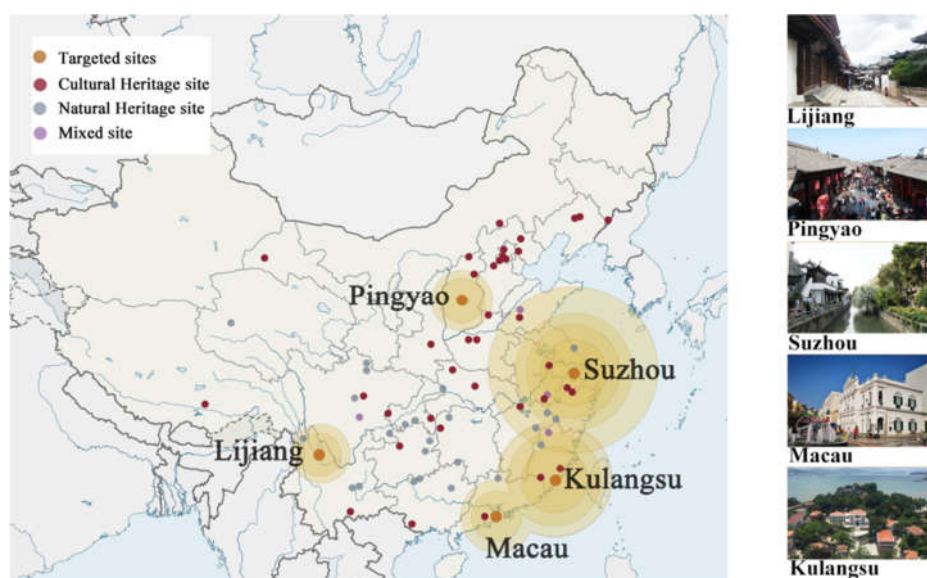 Targeted sites
Cultural Heritage site
Natural Heritage site
Mixed site
Pingyao
Suzhou
Lijiang
Kulangsu
Macau
Lijiang
Pingyao
Suzhou
Macau
Kulangsu